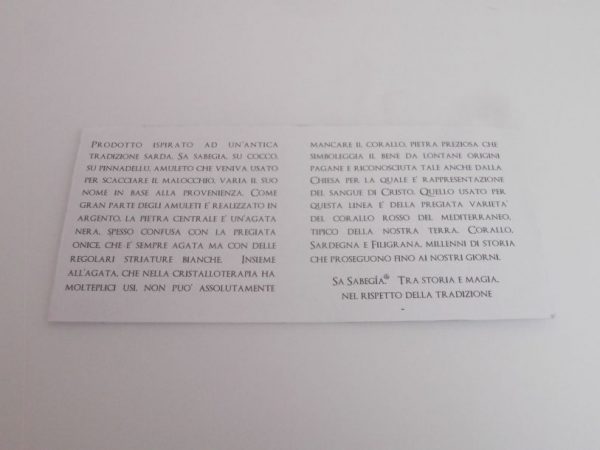 Prodotto ispirato ad un'antica
tradizione sarda. Sa Sabegia, su cocco,
su pinnadellu, amuleto che veniva usato
per scacciare il malocchio, varia il suo
nome in base alla provenienza. Come
gran parte degli amuleti è realizzato in
argento, la pietra centrale è un'agata
nera, spesso confusa con la pregiata
onice, che è sempre agata ma con delle
regolari striature bianche. Insieme
all'agata, che nella cristalloterapia ha
molteplici usi, non può' assolutamente
mancare il corallo, pietra preziosa che
simboleggia il bene da lontane origini
pagane e riconosciuta tale anche dalla
Chiesa per la quale è rappresentazione
del sangue di Cristo. Quello usato per
questa linea è della pregiata varietà'
del corallo rosso del Mediterraneo,
tipico della nostra terra. Corallo,
Sardegna e Filigrana, millenni di storia
che proseguono fino ai nostri giorni.
Sa Sabegìa.® Tra storia e magia,
nel rispetto della tradizione
-